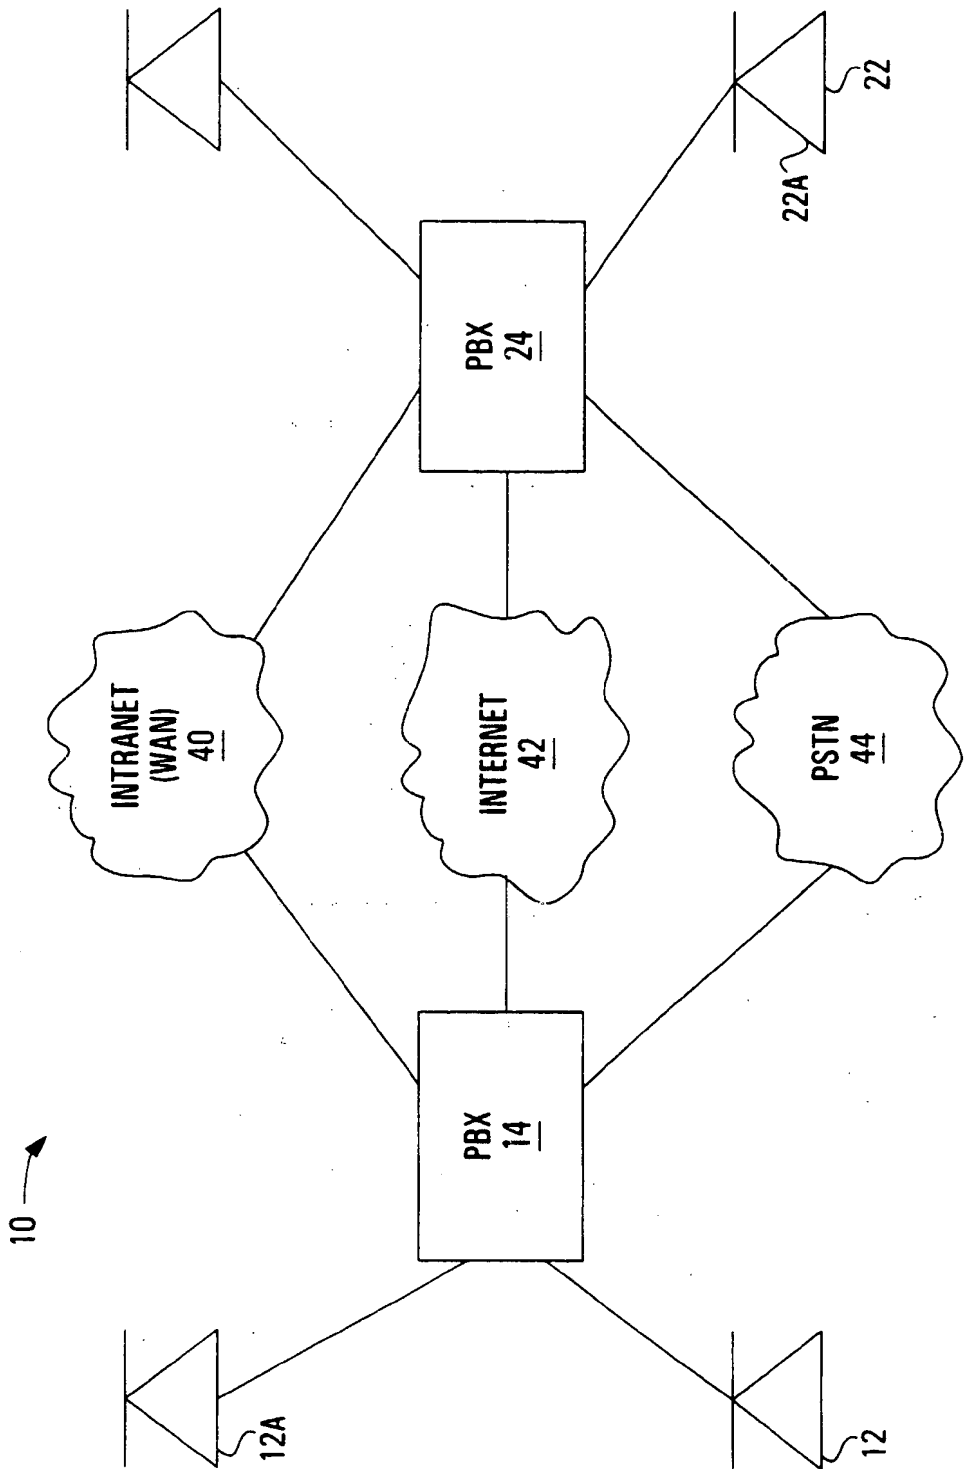 10
12A
12
PBX
14
INTRANET
(WAN)
40
INTERNET
42
PSTN
44
PBX
24
22A
22